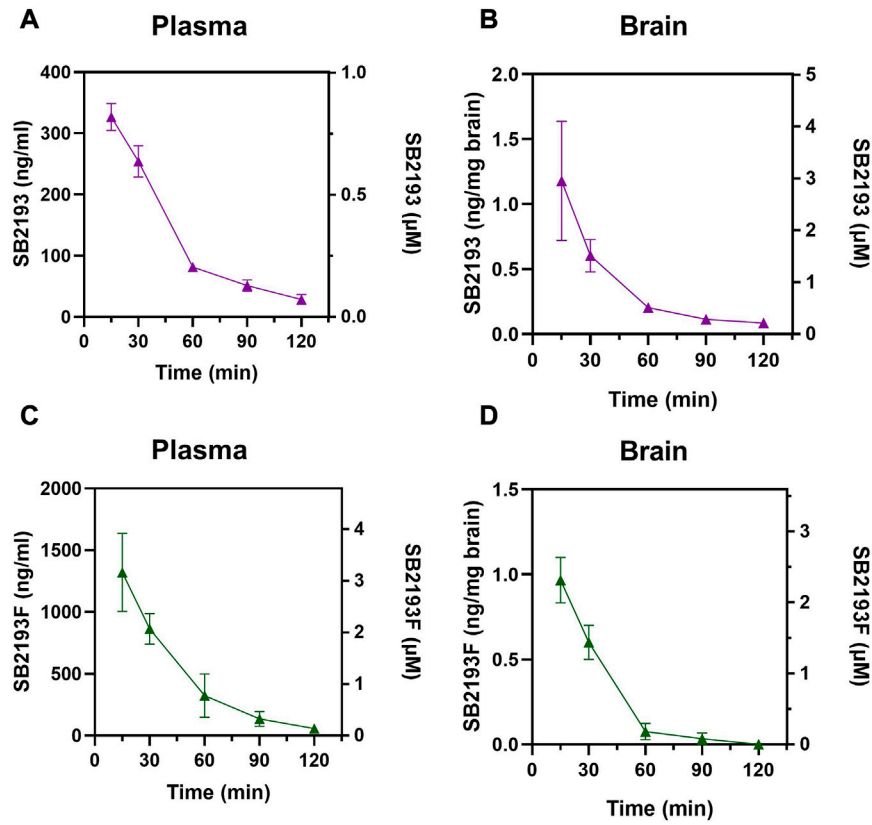 A
Plasma
SB2193 (ng/ml)
400
300
200
100
0
1.0
0.5
0.0
SB2193 (µM)
0 30 60 90 120
Time (min)
B
Brain
SB2193 (ng/mg brain)
2.0
1.5
1.0
0.5
0.0
5
4
3
2
1
0
SB2193 (µM)
0 30 60 90 120
Time (min)
C
Plasma
SB2193F (ng/ml)
2000
1500
1000
500
0
4
3
2
1
0
SB2193F (µM)
0 30 60 90 120
Time (min)
D
Brain
SB2193F (ng/mg brain)
1.5
1.0
0.5
0.0
3
2
1
0
SB2193F (µM)
0 30 60 90 120
Time (min)